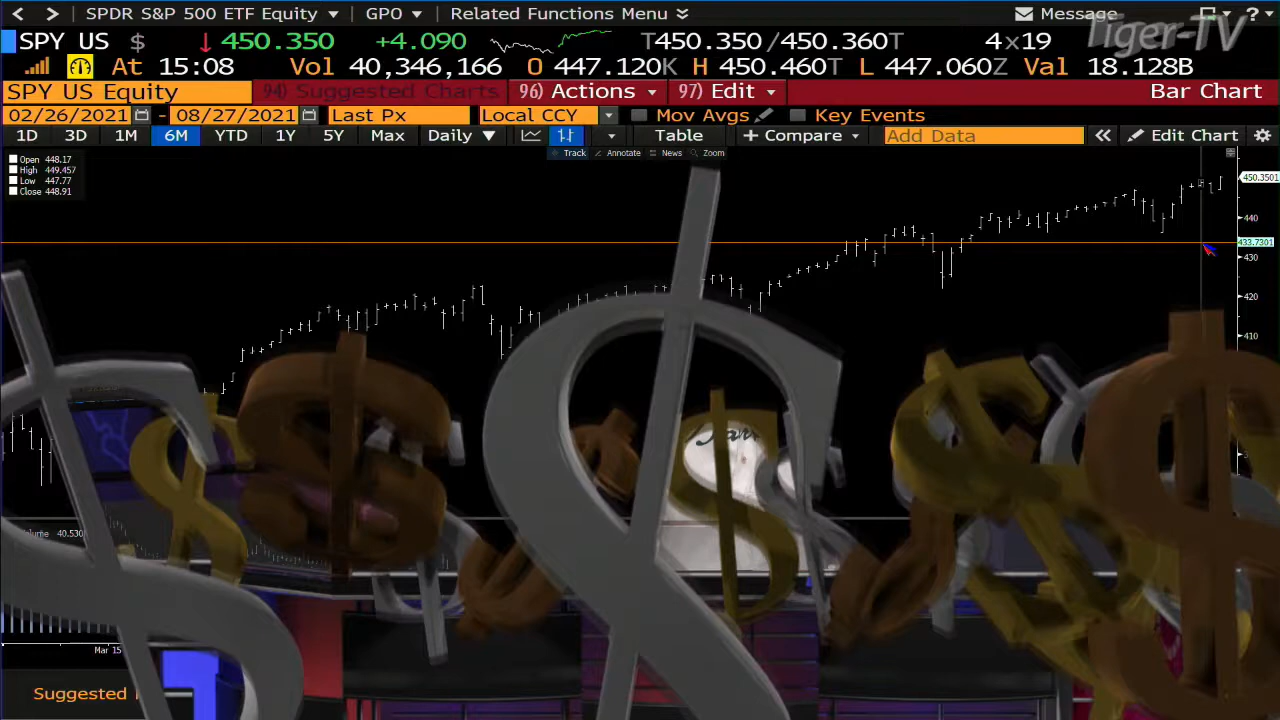 SPDR S&P 500 ETF Equity GPO Related Functions Menu Message ?
SPY US $ 450.350 +4.090 T450.350/450.360T 4x19
Tiger-TV
At 15:08 Vol 40,346,166 O 447.120K H 450.460T L 447.060Z Val 18.128B
SPY US Equity 94) Suggested Charts 96) Actions 97) Edit Bar Chart
02/26/2021 - 08/27/2021 Last Px Local CCY Mov Avgs Key Events
1D 3D 1M 6M YTD 1Y 5Y Max Daily Table + Compare Add Data « Edit Chart
Track Annotate News Zoom
Open 448.17
High 449.457
Low 447.77
Close 448.91
450.3501
440
433.7301
430
420
410
40.530
Mar 15
Suggested